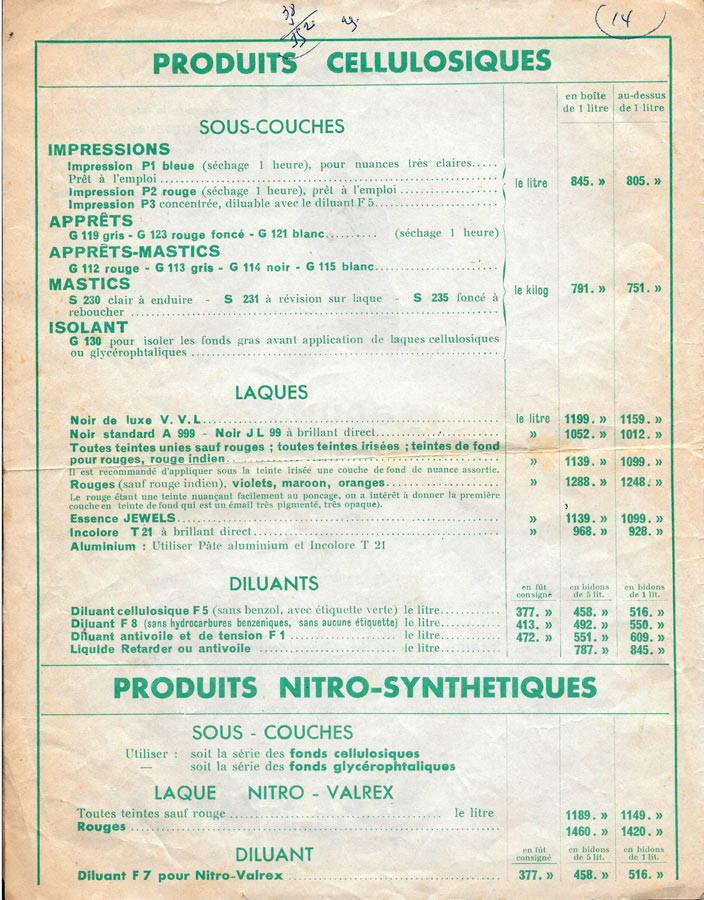 (14)
PRODUITS CELLULOSIQUES
en boîte de 1 litre
au-dessus de 1 litre
SOUS-COUCHES
IMPRESSIONS
Impression P1 bleue (séchage 1 heure), pour nuances très claires.....
Prêt à l'emploi
Impression P2 rouge (séchage 1 heure), prêt à l'emploi
Impression P3 concentrée, diluable avec le diluant F 5
le litre 845. » 805. »
APPRÊTS
G 119 gris - G 123 rouge foncé - G 121 blanc.......... (séchage 1 heure)
APPRÊTS-MASTICS
G 112 rouge - G 113 gris - G 114 noir - G 115 blanc
MASTICS
S 230 clair à enduire - S 231 à révision sur laque - S 235 foncé à
reboucher
le kilog 791. » 751. »
ISOLANT
G 130 pour isoler les fonds gras avant application de laques cellulosiques
ou glycérophtaliques
LAQUES
Noir de luxe V. V. L. le litre 1199. » 1159. »
Noir standard A 999 - Noir J L 99 à brillant direct » 1052. » 1012. »
Toutes teintes unies sauf rouges ; toutes teintes irisées ; teintes de fond
pour rouges, rouge indien » 1139. » 1099. »
Il est recommandé d'appliquer sous la teinte irisée une couche de fond de nuance assortie.
Rouges (sauf rouge indien), violets, maroon, oranges » 1288. » 1248. »
Le rouge étant une teinte nuançant facilement au ponçage, on a intérêt à donner la première
couche en teinte de fond qui est un émail très pigmenté, très opaque).
Essence JEWELS » 1139. » 1099. »
Incolore T 21 à brillant direct » 968. » 928. »
Aluminium : Utiliser Pâte aluminium et Incolore T 21
DILUANTS
en fût consigné
en bidons de 5 lit.
en bidons de 1 lit.
Diluant cellulosique F 5 (sans benzol, avec étiquette verte) le litre 377. » 458. » 516. »
Diluant F 8 (sans hydrocarbures benzeniques, sans aucune étiquette) le litre 413. » 492. » 550. »
Diluant antivoile et de tension F 1 le litre 472. » 551. » 609. »
Liquide Retarder ou antivoile le litre 787. » 845. »
PRODUITS NITRO-SYNTHETIQUES
SOUS - COUCHES
Utiliser : soit la série des fonds cellulosiques
— soit la série des fonds glycérophtaliques
LAQUE NITRO - VALREX
Toutes teintes sauf rouge le litre 1189. » 1149. »
Rouges 1460. » 1420. »
DILUANT
en fût consigné
en bidons de 5 lit.
en bidons de 1 lit.
Diluant F 7 pour Nitro-Valrex 377. » 458. » 516. »